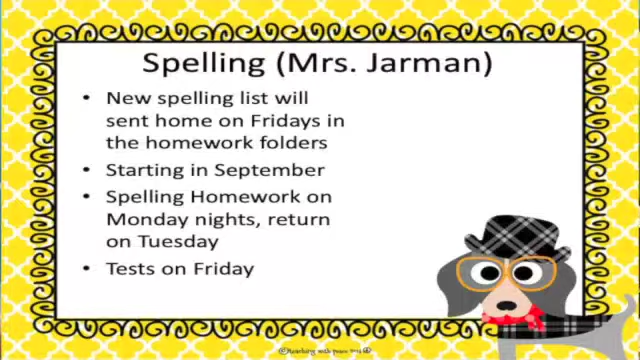 Spelling (Mrs. Jarman)
• New spelling list will
sent home on Fridays in
the homework folders
• Starting in September
• Spelling Homework on
Monday nights, return
on Tuesday
• Tests on Friday